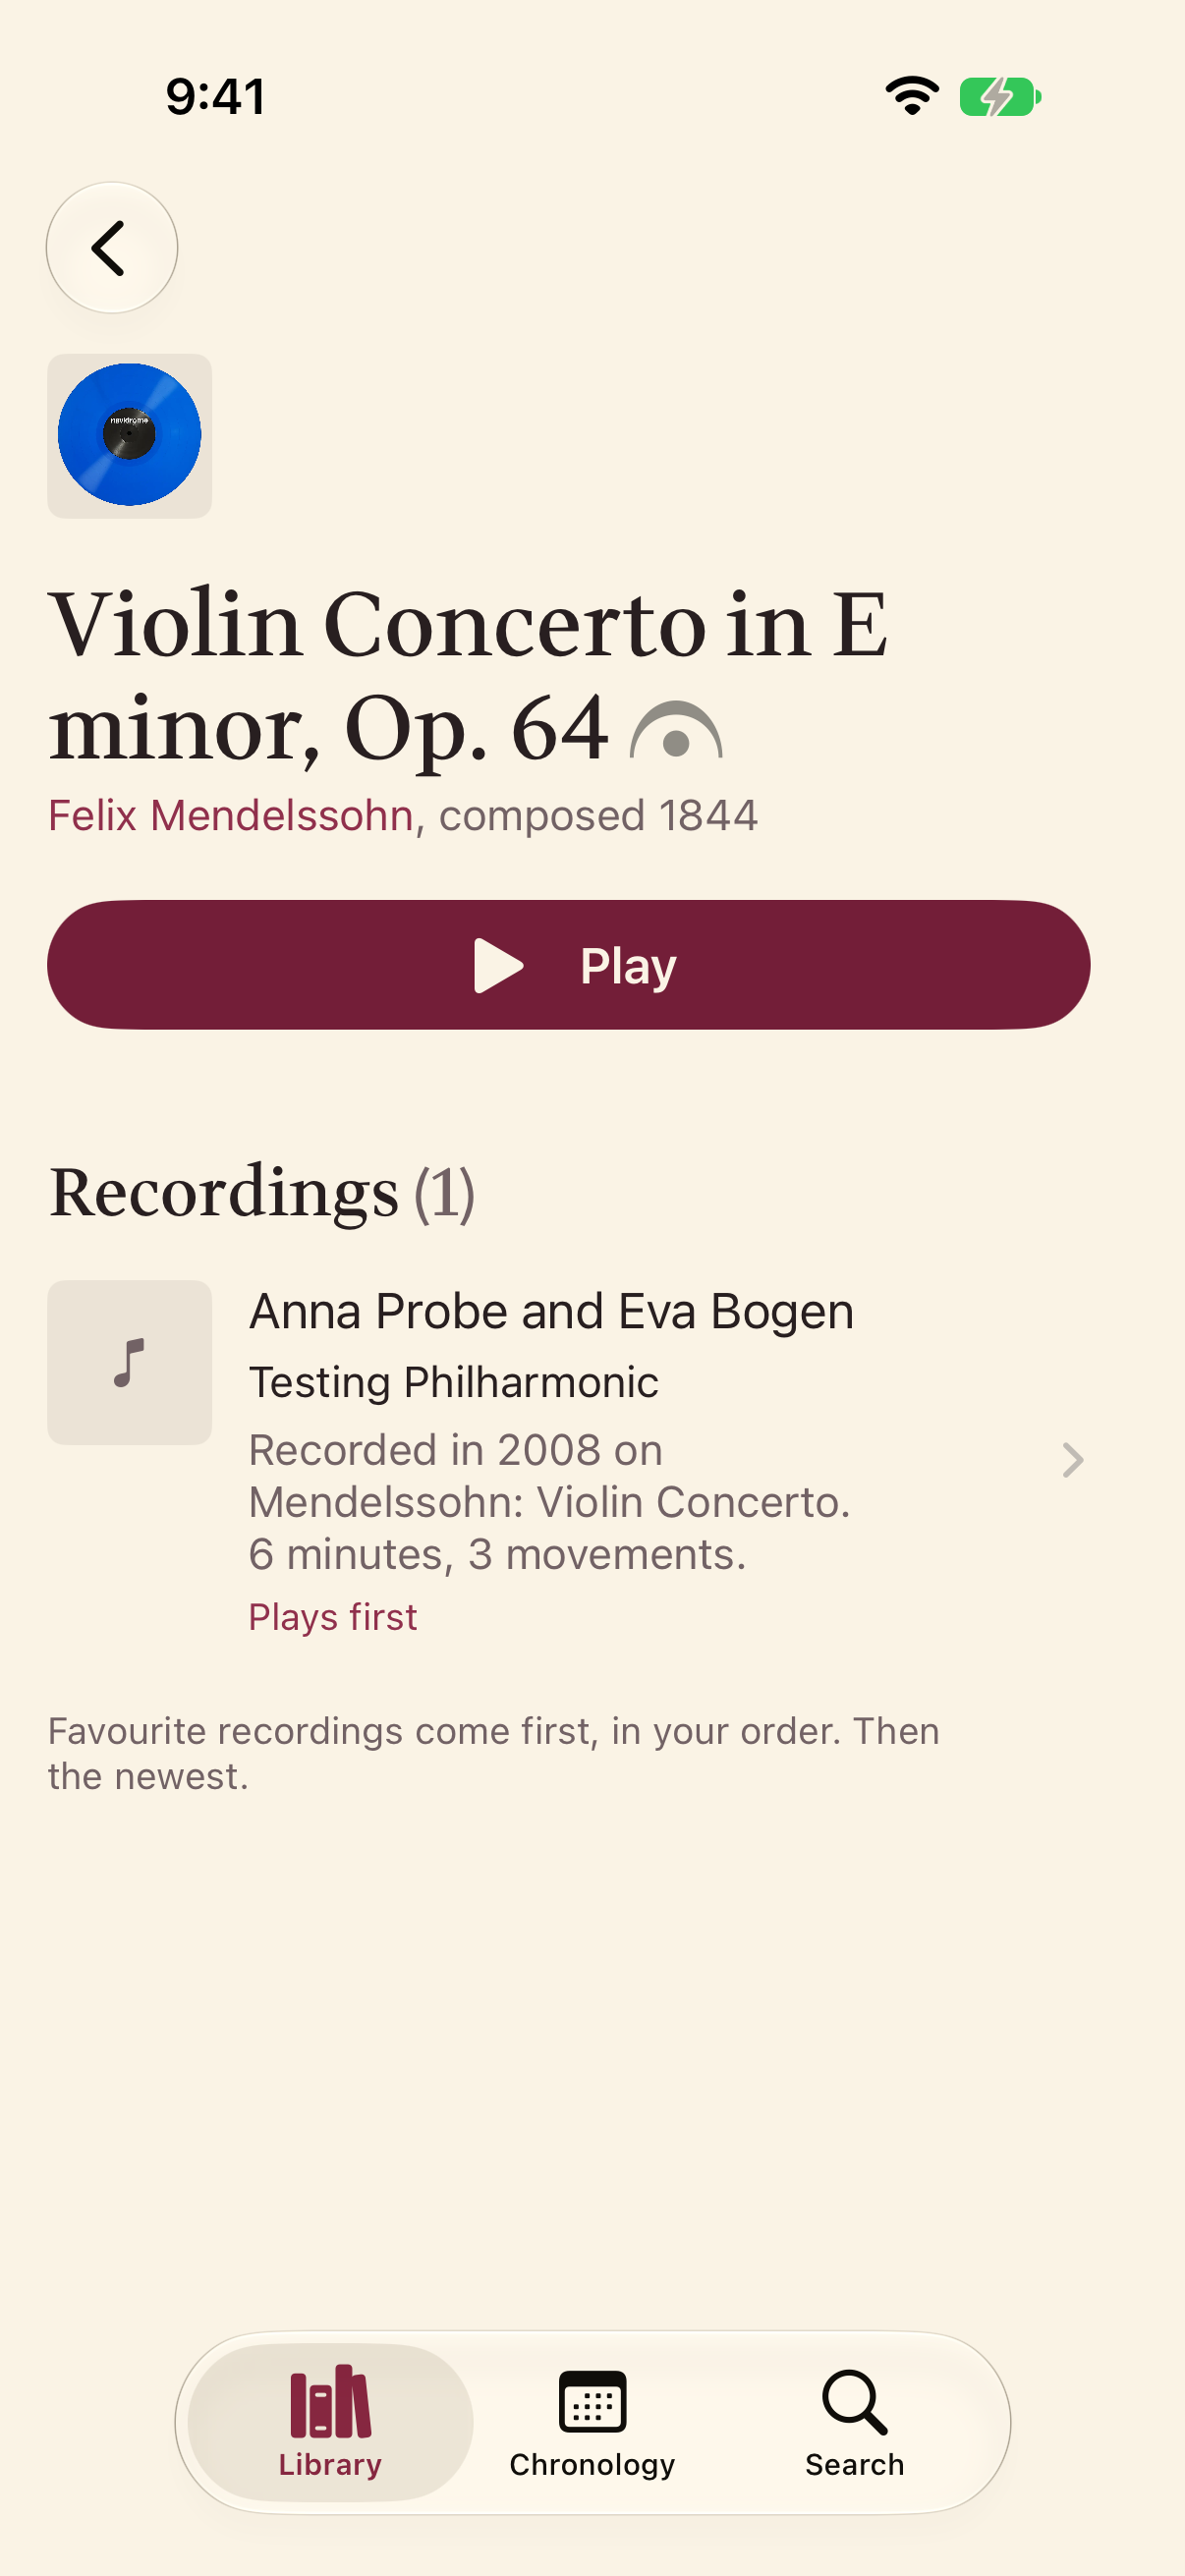 9:41
navidrome
Violin Concerto in E
minor, Op. 64
Felix Mendelssohn, composed 1844
Play
Recordings (1)
Anna Probe and Eva Bogen
Testing Philharmonic
Recorded in 2008 on
Mendelssohn: Violin Concerto.
6 minutes, 3 movements.
Plays first
Favourite recordings come first, in your order. Then
the newest.
Library
Chronology
Search